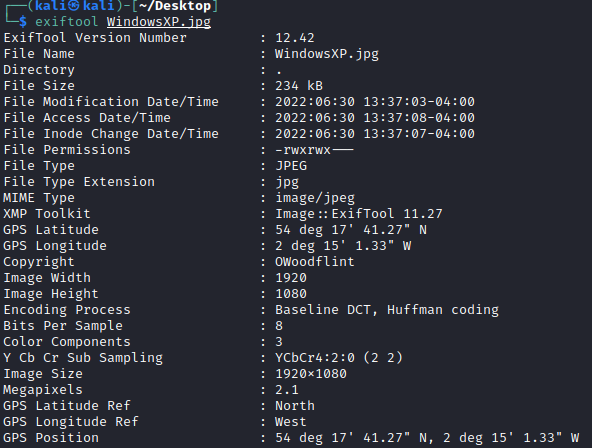 ┌──(kali㉿kali)-[~/Desktop]
└─$ exiftool WindowsXP.jpg
ExifTool Version Number : 12.42
File Name : WindowsXP.jpg
Directory : .
File Size : 234 kB
File Modification Date/Time : 2022:06:30 13:37:03-04:00
File Access Date/Time : 2022:06:30 13:37:08-04:00
File Inode Change Date/Time : 2022:06:30 13:37:07-04:00
File Permissions : -rwxrwx---
File Type : JPEG
File Type Extension : jpg
MIME Type : image/jpeg
XMP Toolkit : Image::ExifTool 11.27
GPS Latitude : 54 deg 17' 41.27" N
GPS Longitude : 2 deg 15' 1.33" W
Copyright : OWoodflint
Image Width : 1920
Image Height : 1080
Encoding Process : Baseline DCT, Huffman coding
Bits Per Sample : 8
Color Components : 3
Y Cb Cr Sub Sampling : YCbCr4:2:0 (2 2)
Image Size : 1920×1080
Megapixels : 2.1
GPS Latitude Ref : North
GPS Longitude Ref : West
GPS Position : 54 deg 17' 41.27" N, 2 deg 15' 1.33" W